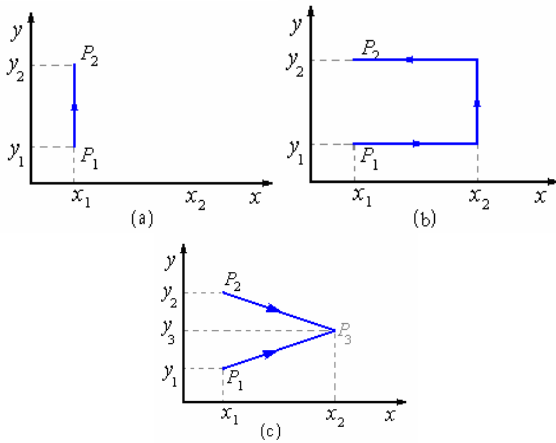 y
P₂
y₂
y₁
P₁
x₁
x₂
x
(a)
y
P₂
y₂
y₁
P₁
x₁
x₂
x
(b)
y
P₂
y₂
y₃
P₃
y₁
P₁
x₁
x₂
x
(c)